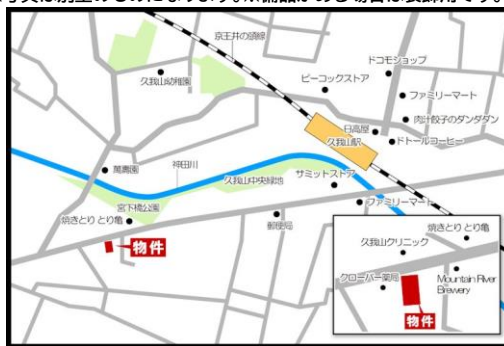 京王井の頭線
久我山幼稚園
ピーコックストア
ドコモショップ
ファミリーマート
肉汁餃子のダンダダン
日高屋
久我山駅
ドトールコーヒー
萬壽園
神田川
久我山中央緑地
サミットストア
宮下橋公園
焼きとり とり亀
ファミリーマート
郵便局
物件
焼きとり とり亀
久我山クリニック
クローバー薬局
Mountain River
Brewery
物件